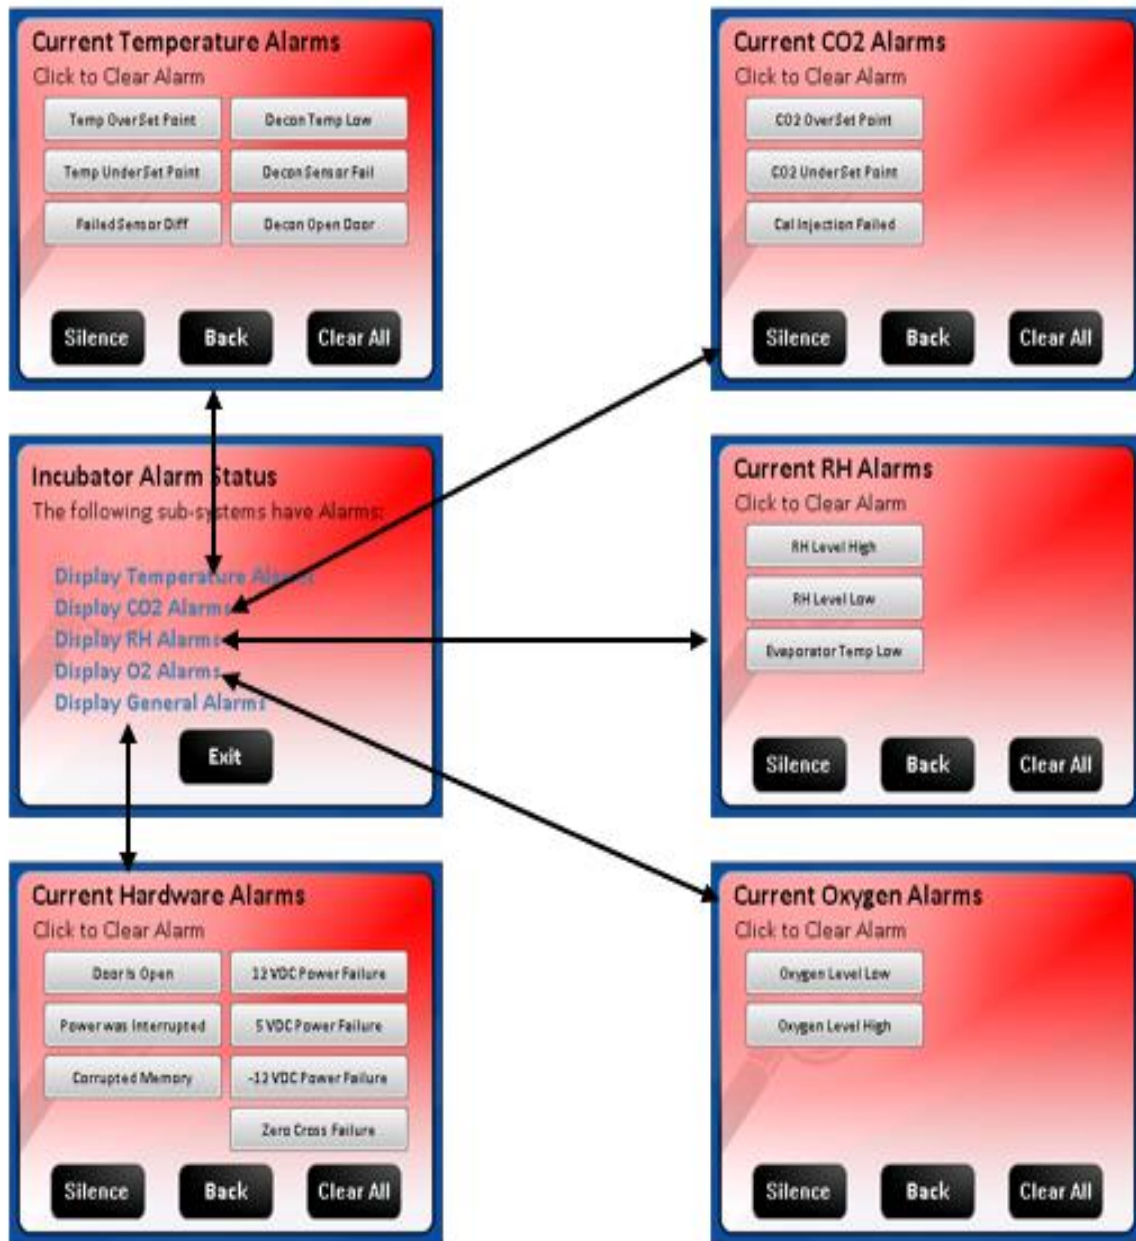 Current Temperature Alarms
Click to Clear Alarm
Temp Over Set Point Decon Temp Low
Temp Under Set Point Decon Sensor Fail
Failed Sensor Diff Decon Open Door
Silence Back Clear All
Current CO2 Alarms
Click to Clear Alarm
CO2 Over Set Point
CO2 Under Set Point
Cal Injection Failed
Silence Back Clear All
Incubator Alarm Status
The following sub-systems have Alarms:
Display Temperature Alarms
Display CO2 Alarms
Display RH Alarms
Display O2 Alarms
Display General Alarms
Exit
Current RH Alarms
Click to Clear Alarm
RH Level High
RH Level Low
Evaporator Temp Low
Silence Back Clear All
Current Hardware Alarms
Click to Clear Alarm
Door Is Open 12 VDC Power Failure
Power was Interrupted 5 VDC Power Failure
Corrupted Memory -12 VDC Power Failure
Zero Cross Failure
Silence Back Clear All
Current Oxygen Alarms
Click to Clear Alarm
Oxygen Level Low
Oxygen Level High
Silence Back Clear All